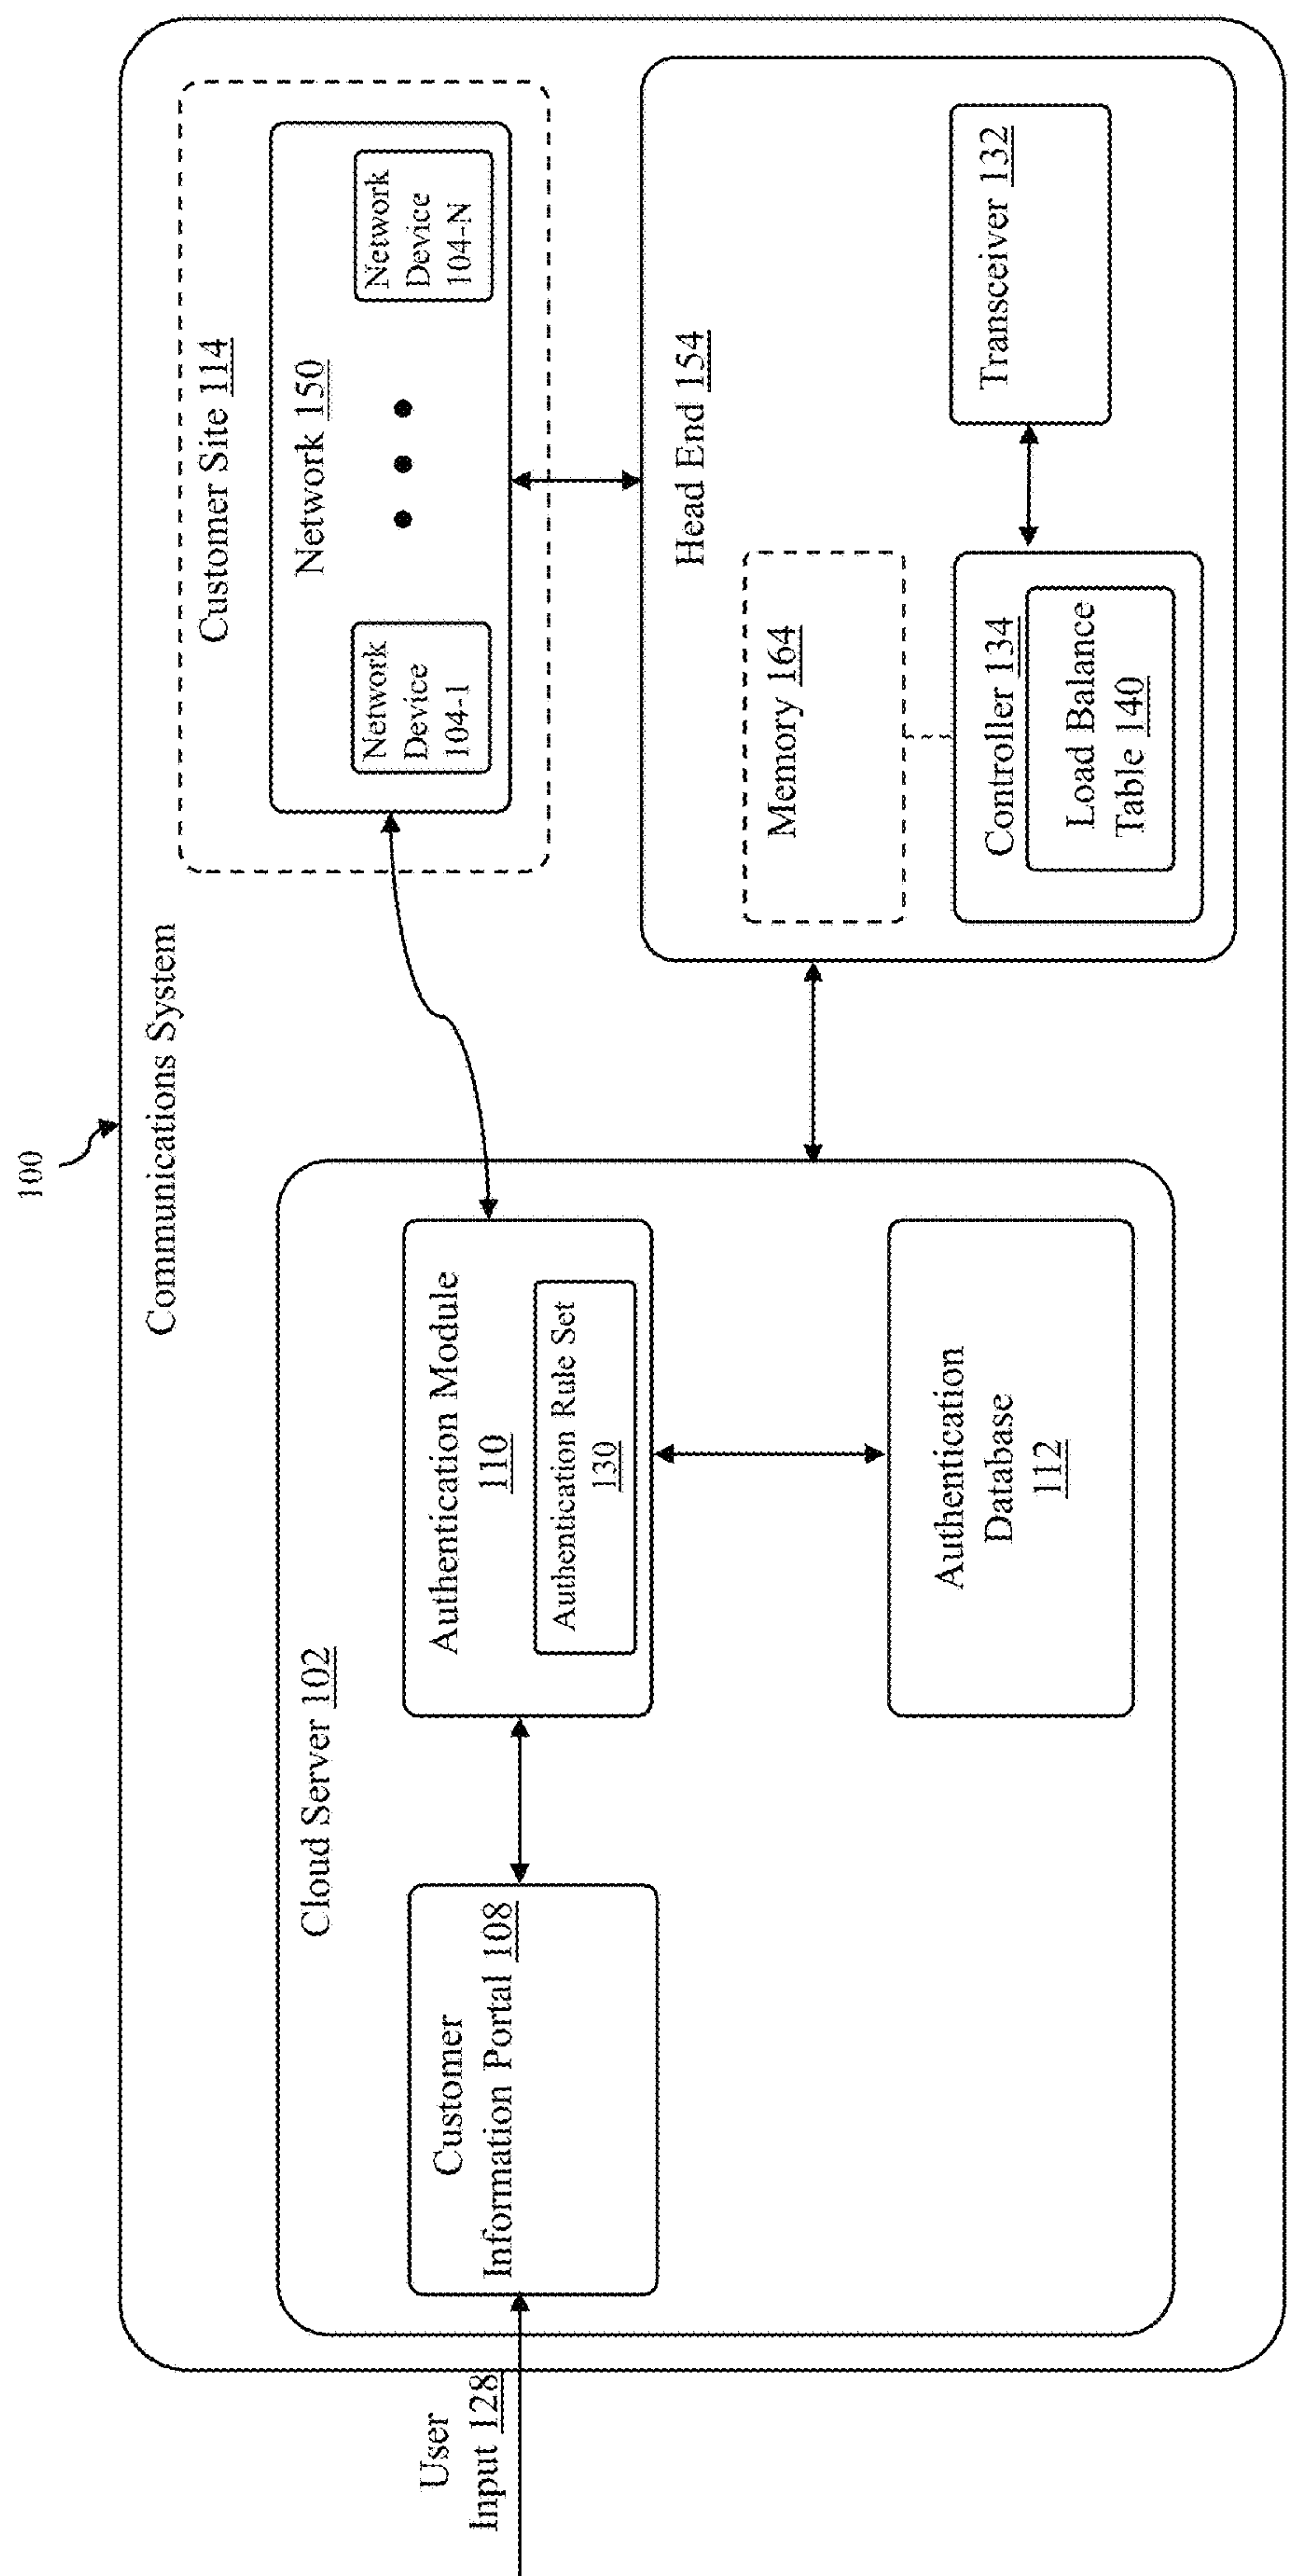 100
Communications System
User
Input 128
Cloud Server 102
Customer
Information Portal 108
Authentication Module
110
Authentication Rule Set
130
Authentication
Database
112
Customer Site 114
Network 150
Network
Device
104-1
Network
Device
104-N
Head End 154
Memory 164
Controller 134
Load Balance
Table 140
Transceiver 132